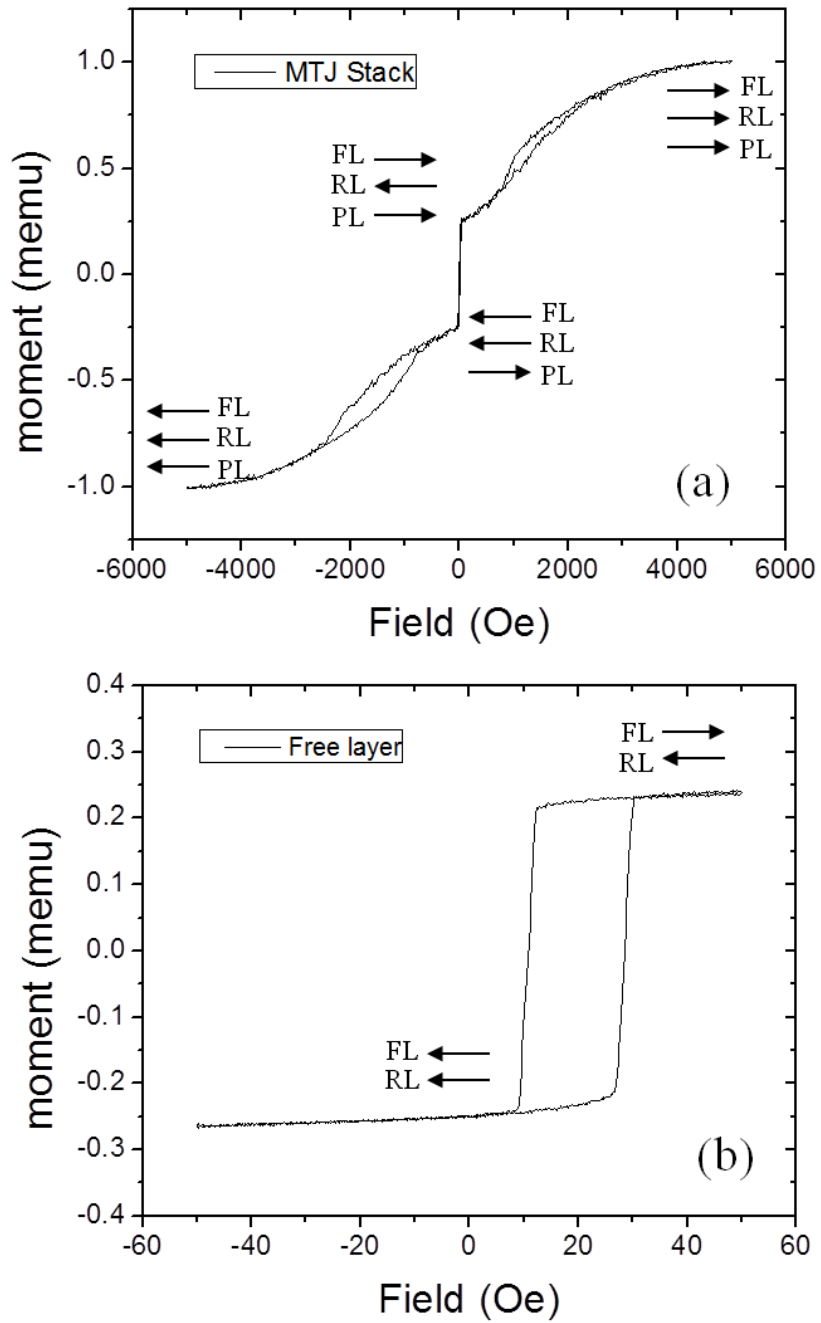 1.0
0.5
0.0
-0.5
-1.0
moment (memu)
MTJ Stack
FL
RL
PL
FL
RL
PL
FL
RL
PL
FL
RL
PL
(a)
-6000 -4000 -2000 0 2000 4000 6000
Field (Oe)
0.4
0.3
0.2
0.1
0.0
-0.1
-0.2
-0.3
-0.4
moment (memu)
Free layer
FL
RL
FL
RL
(b)
-60 -40 -20 0 20 40 60
Field (Oe)